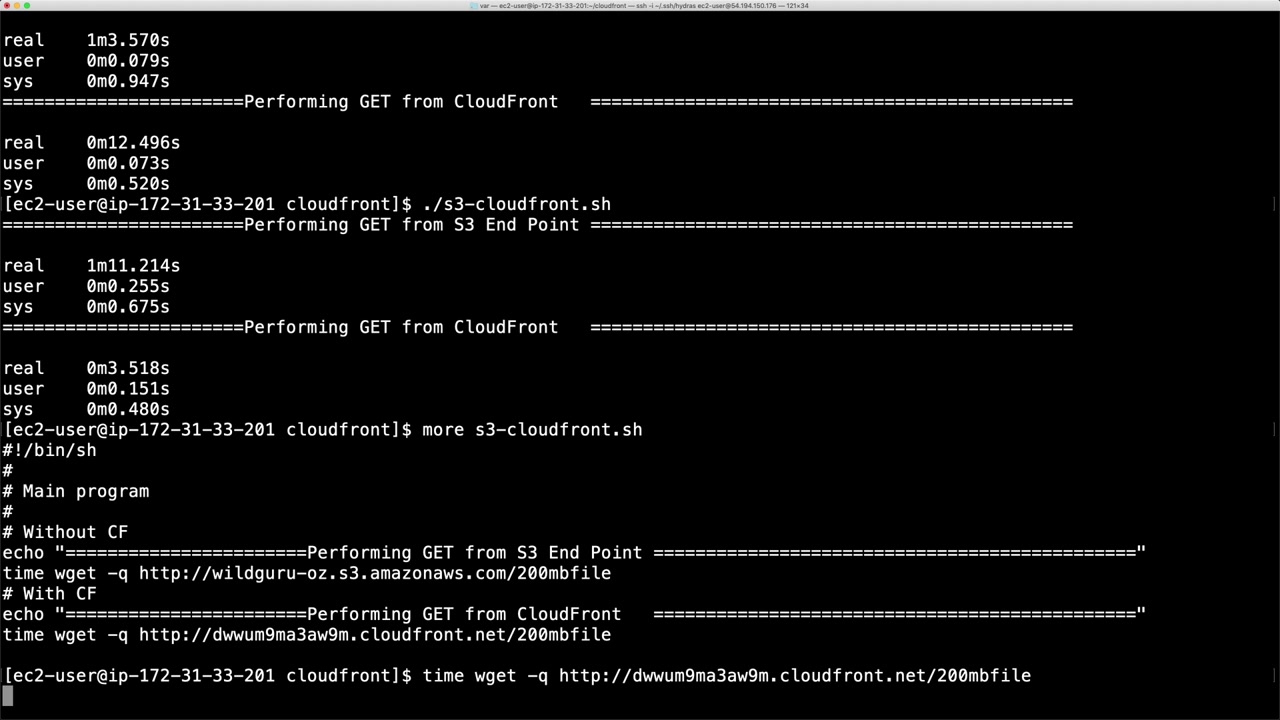 var — ec2-user@ip-172-31-33-201:~/cloudfront — ssh -i ~/.ssh/hydras ec2-user@54.194.150.176 — 121×34
real    1m3.570s
user    0m0.079s
sys     0m0.947s
=======================Performing GET from CloudFront   ==============================================
real    0m12.496s
user    0m0.073s
sys     0m0.520s
[ec2-user@ip-172-31-33-201 cloudfront]$ ./s3-cloudfront.sh
=======================Performing GET from S3 End Point ==============================================
real    1m11.214s
user    0m0.255s
sys     0m0.675s
=======================Performing GET from CloudFront   ==============================================
real    0m3.518s
user    0m0.151s
sys     0m0.480s
[ec2-user@ip-172-31-33-201 cloudfront]$ more s3-cloudfront.sh
#!/bin/sh
#
# Main program
#
# Without CF
echo "=======================Performing GET from S3 End Point =============================================="
time wget -q http://wildguru-oz.s3.amazonaws.com/200mbfile
# With CF
echo "=======================Performing GET from CloudFront   =============================================="
time wget -q http://dwwum9ma3aw9m.cloudfront.net/200mbfile
[ec2-user@ip-172-31-33-201 cloudfront]$ time wget -q http://dwwum9ma3aw9m.cloudfront.net/200mbfile